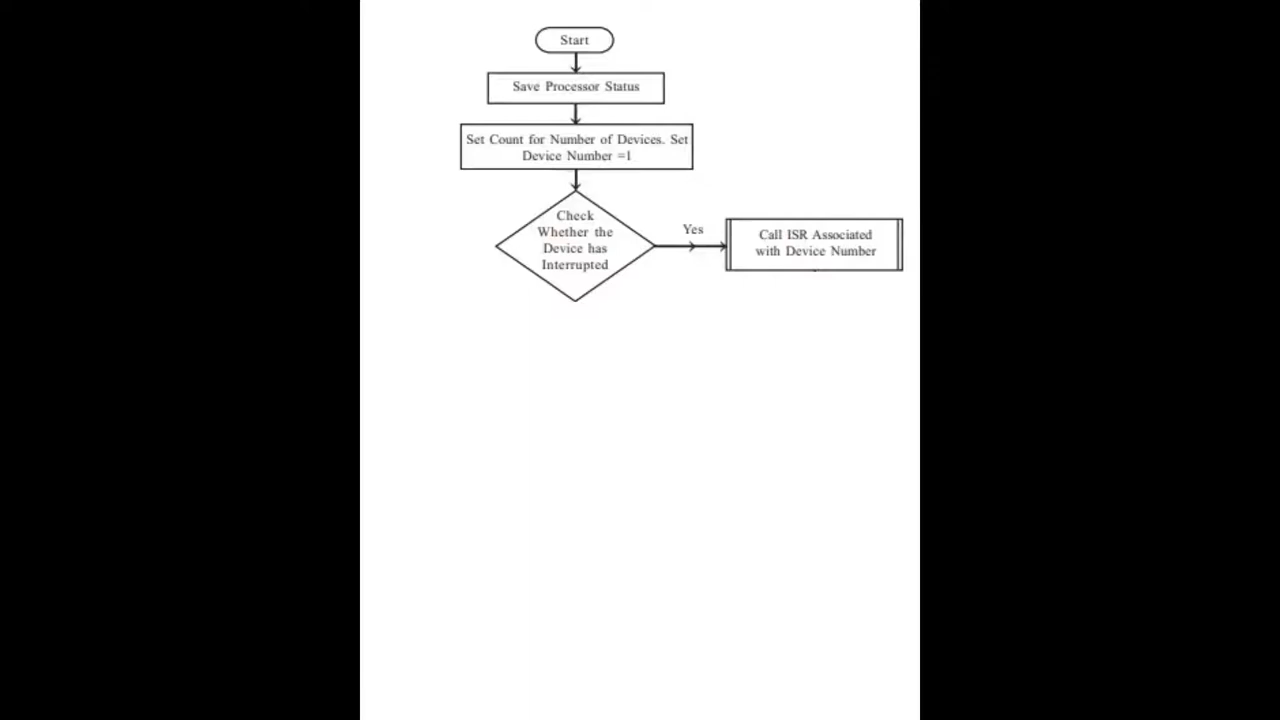 Start
Save Processor Status
Set Count for Number of Devices. Set
Device Number =1
Check
Whether the
Device has
Interrupted
Yes
Call ISR Associated
with Device Number